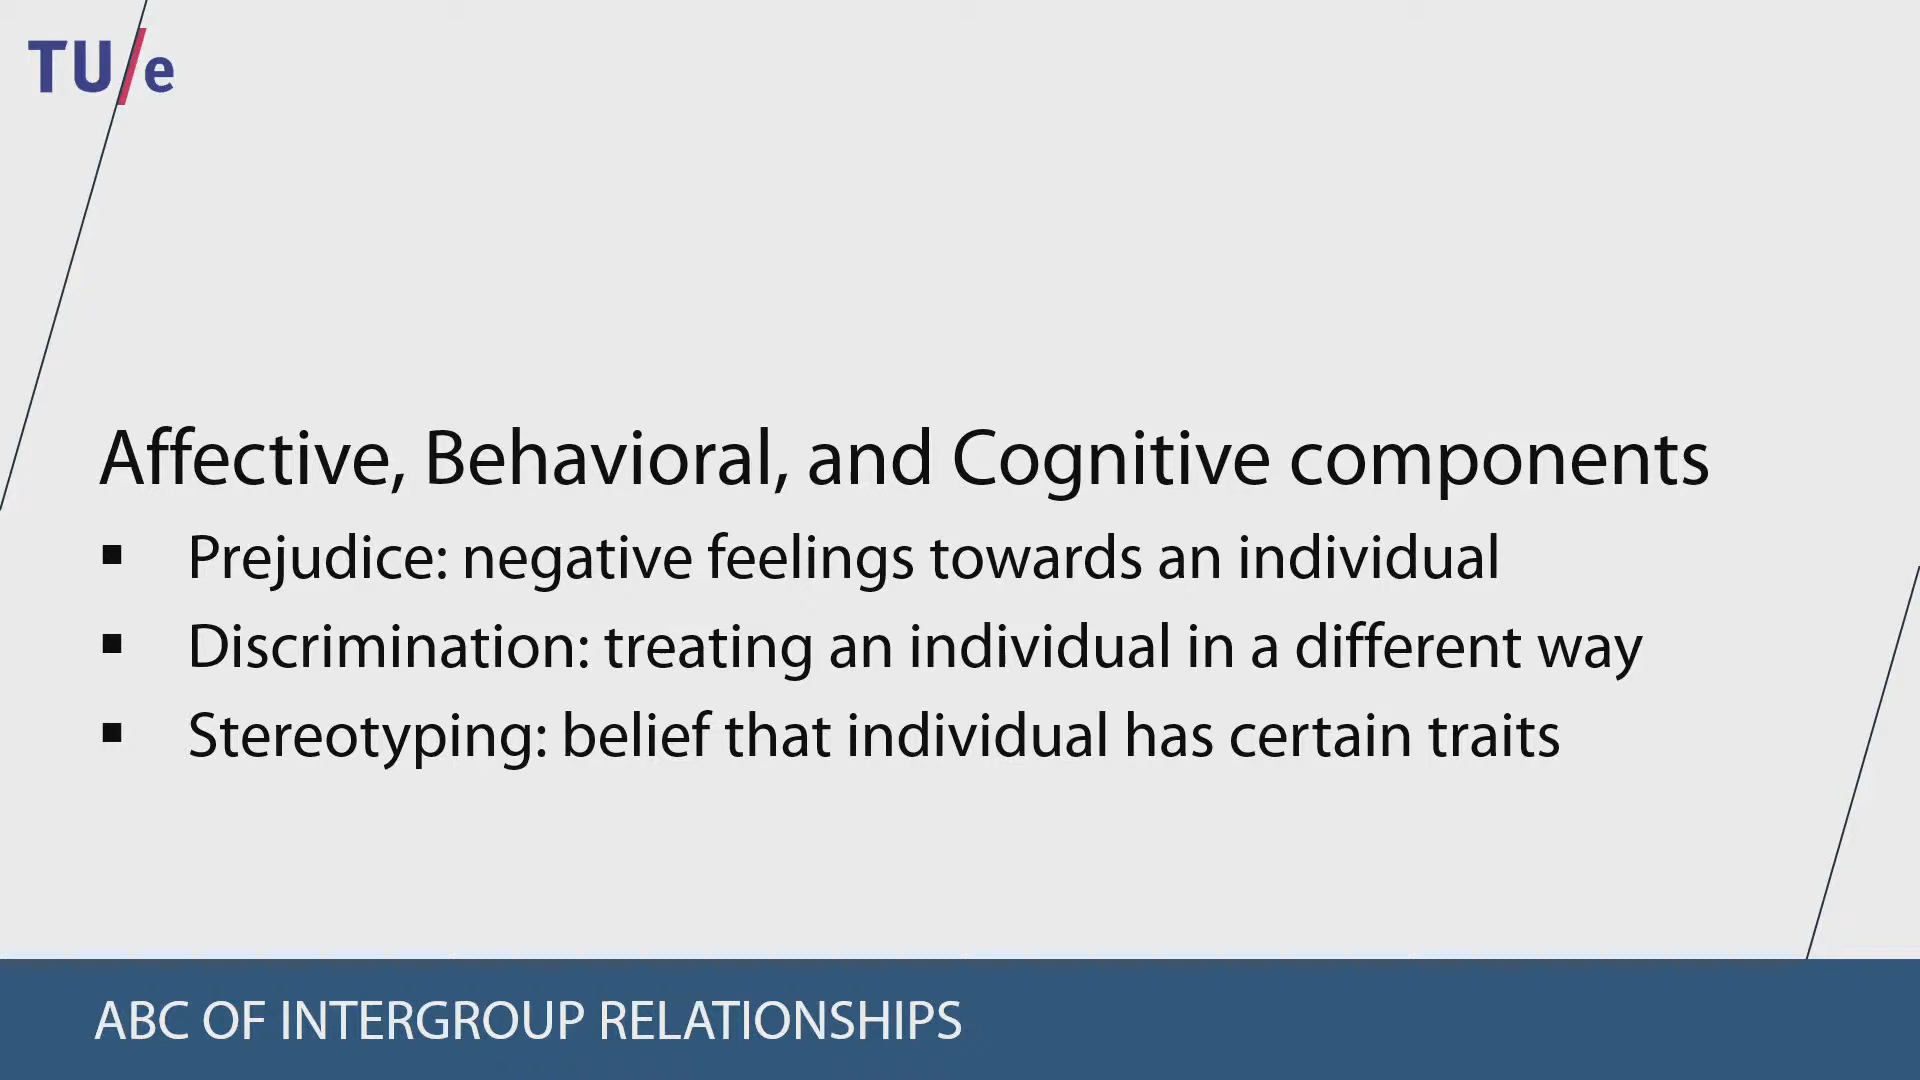 TU/e
Affective, Behavioral, and Cognitive components
▪ Prejudice: negative feelings towards an individual
▪ Discrimination: treating an individual in a different way
▪ Stereotyping: belief that individual has certain traits
ABC OF INTERGROUP RELATIONSHIPS